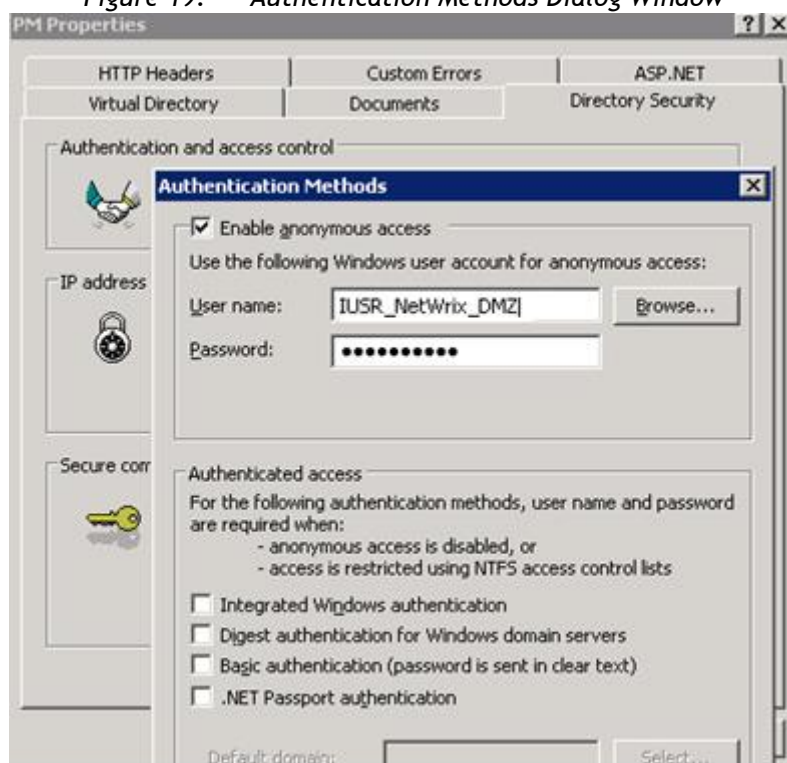 Figure 19: Authentication Methods Dialog Window
PM Properties
HTTP Headers
Custom Errors
ASP.NET
Virtual Directory
Documents
Directory Security
Authentication and access control
Authentication Methods
Enable anonymous access
Use the following Windows user account for anonymous access:
IP address
User name:
IUSR_NetWrix_DMZ
Browse...
Password:
••••••••••
Secure com
Authenticated access
For the following authentication methods, user name and password
are required when:
- anonymous access is disabled, or
- access is restricted using NTFS access control lists
Integrated Windows authentication
Digest authentication for Windows domain servers
Basic authentication (password is sent in clear text)
.NET Passport authentication
Default domain:
Select...